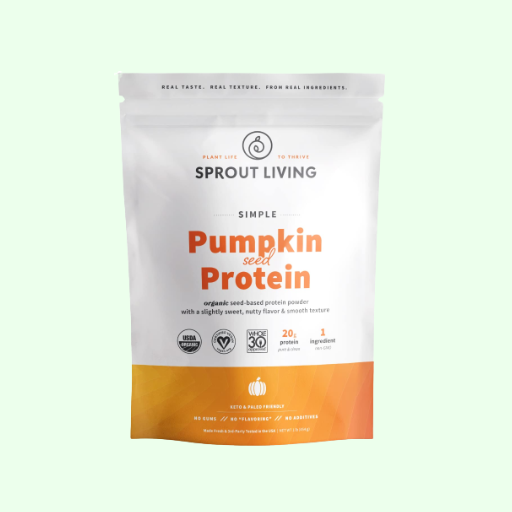 REAL TASTE. REAL TEXTURE. FROM REAL INGREDIENTS.
PLANT LIFE TO THRIVE
SPROUT LIVING
SIMPLE
Pumpkin
seed
Protein
organic seed-based protein powder
with a slightly sweet, nutty flavor & smooth texture
USDA
ORGANIC
WHOLE
30
20g
protein
1
ingredient
KETO & PALEO FRIENDLY
NO GUMS // NO "FLAVORING" // NO ADDITIVES